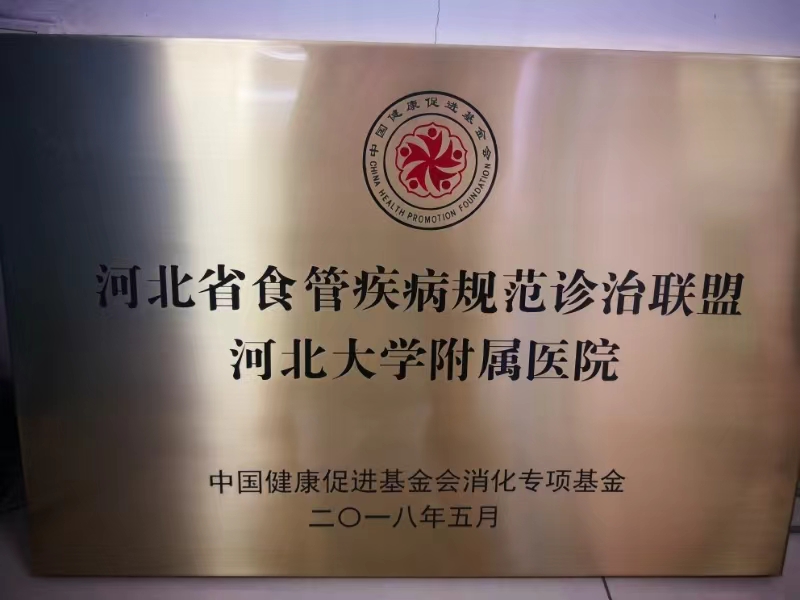 中国健康促进基金会
CHINA HEALTH PROMOTION FOUNDATION
河北省食管疾病规范诊治联盟
河北大学附属医院
中国健康促进基金会消化专项基金
二〇一八年五月